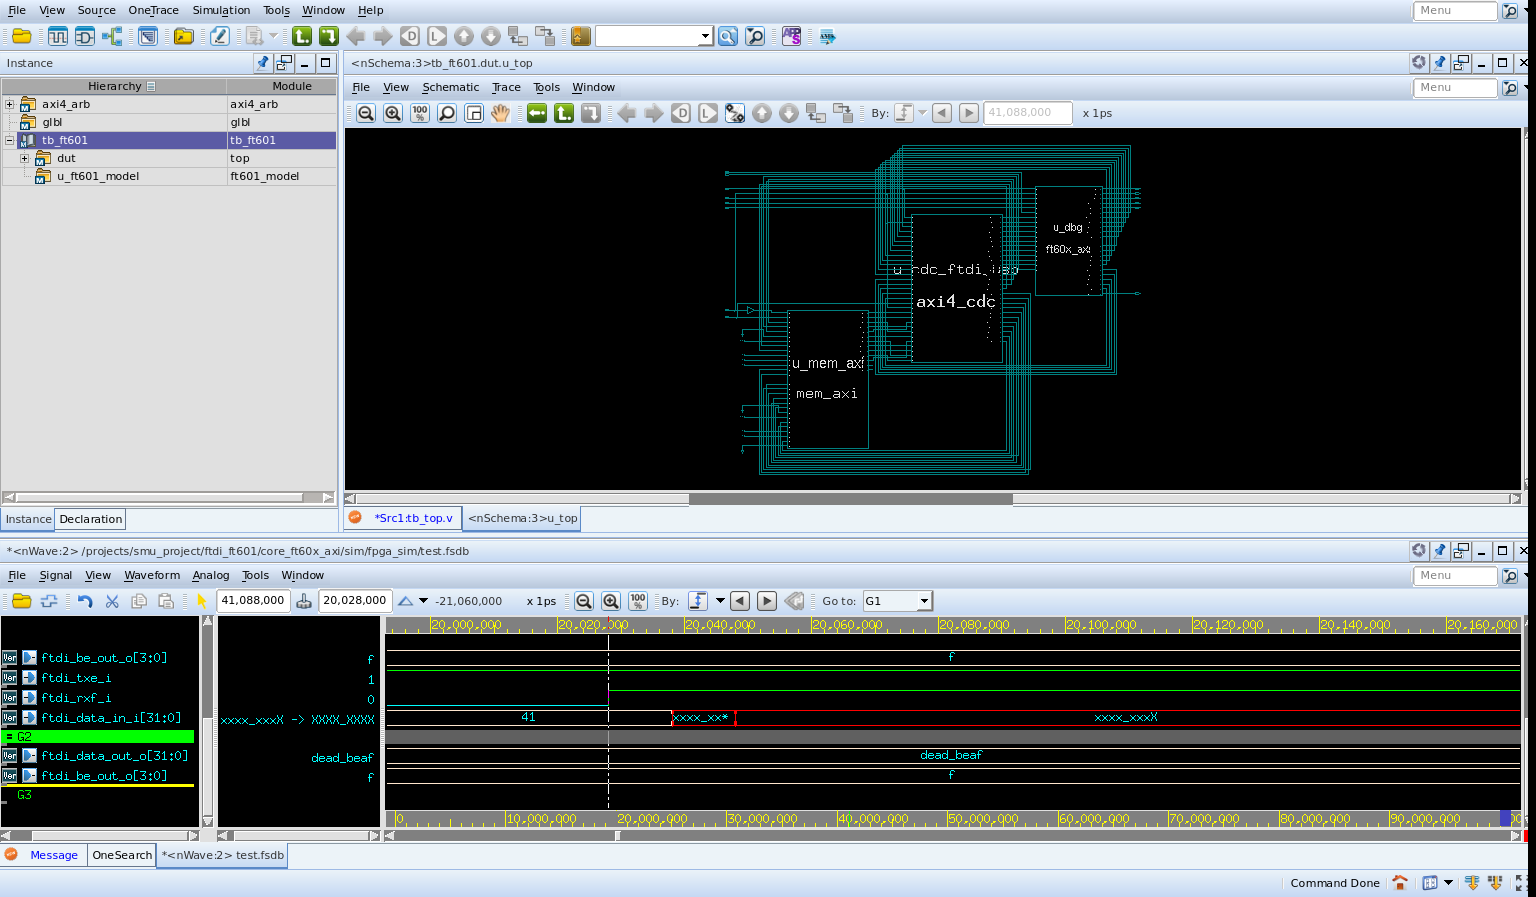 File View Source OneTrace Simulation Tools Window Help Menu
Instance
<nSchema:3>tb_ft601.dut.u_top
Hierarchy Module
axi4_arb axi4_arb
glbl glbl
tb_ft601 tb_ft601
dut top
u_ft601_model ft601_model
File View Schematic Trace Tools Window Menu
100% By: 41,088,000 x 1ps
u_dbg
ft60x_axi
axi4_cdc
u_mem_axi
mem_axi
Instance Declaration
*Src1:tb_top.v <nSchema:3>u_top
*<nWave:2> /projects/smu_project/ftdi_ft601/core_ft60x_axi/sim/fpga_sim/test.fsdb
File Signal View Waveform Analog Tools Window Menu
41,088,000 20,028,000 -21,060,000 x 1ps 100% By: Go to: G1
20,000,000 20,040,000 20,060,000 20,080,000 20,100,000 20,120,000 20,140,000 20,160,000
ftdi_be_out_o[3:0] f f
ftdi_txe_i 1
ftdi_rxf_i 0
ftdi_data_in_i[31:0] xxxx_xxxX -> XXXX_XXXX 41 xxxx_xx* xxxx_xxxX
= G2
ftdi_data_out_o[31:0] dead_beaf dead_beaf
ftdi_be_out_o[3:0] f f
G3
0 10,000,000 20,000,000 30,000,000 40,000,000 50,000,000 60,000,000 70,000,000 80,000,000 90,000,000
Message OneSearch *<nWave:2> test.fsdb
Command Done